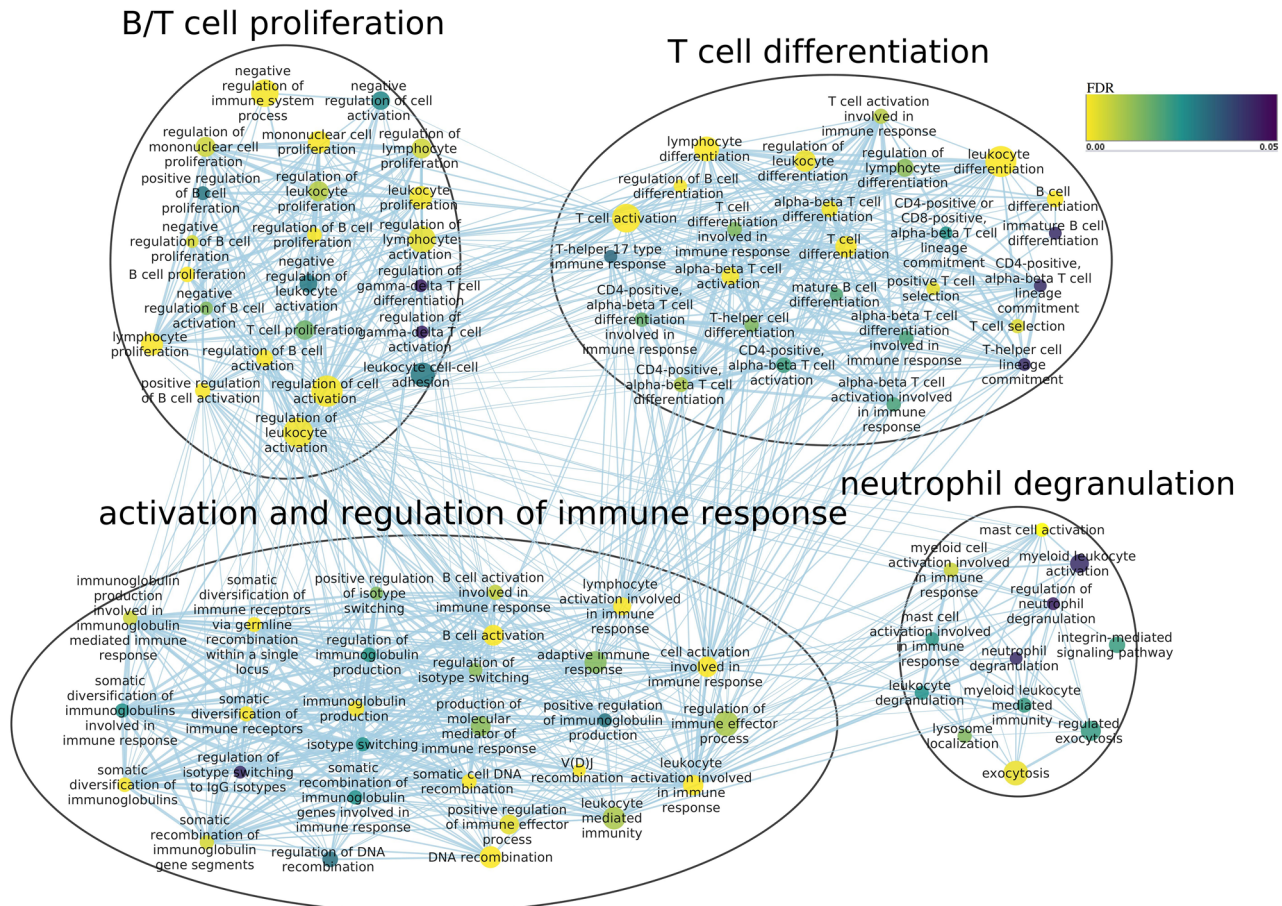 B/T cell proliferation
negative
regulation of
immune system
process
negative
regulation of cell
activation
regulation of
mononuclear cell
proliferation
mononuclear cell
proliferation
regulation of
lymphocyte
proliferation
positive regulation
of B cell
proliferation
regulation of
leukocyte
proliferation
leukocyte
proliferation
negative
regulation of B cell
proliferation
regulation of B cell
proliferation
regulation of
lymphocyte
activation
B cell proliferation
negative
regulation of
leukocyte
activation
regulation of
gamma-delta T cell
differentiation
negative
regulation of B cell
activation
T cell proliferation
regulation of
gamma-delta T cell
activation
lymphocyte
proliferation
regulation of B cell
activation
leukocyte cell-cell
adhesion
positive regulation
of B cell activation
regulation of cell
activation
regulation of
leukocyte
activation
T cell differentiation
T cell activation
involved in
immune response
lymphocyte
differentiation
regulation of
leukocyte
differentiation
regulation of
lymphocyte
differentiation
leukocyte
differentiation
regulation of B cell
differentiation
B cell
differentiation
T cell activation
T cell
differentiation
involved in
immune response
alpha-beta T cell
differentiation
CD4-positive or
CD8-positive,
alpha-beta T cell
lineage
commitment
immature B cell
differentiation
T-helper 17 type
immune response
T cell
differentiation
alpha-beta T cell
activation
mature B cell
differentiation
positive T cell
selection
CD4-positive,
alpha-beta T cell
lineage
commitment
CD4-positive,
alpha-beta T cell
differentiation
involved in
immune response
T-helper cell
differentiation
alpha-beta T cell
differentiation
involved in
immune response
T cell selection
T-helper cell
lineage
commitment
CD4-positive,
alpha-beta T cell
activation
CD4-positive,
alpha-beta T cell
differentiation
alpha-beta T cell
activation involved
in immune
response
FDR
0.00
0.05
activation and regulation of immune response
immunoglobulin
production
involved in
immunoglobulin
mediated immune
response
somatic
diversification of
immune receptors
via germline
recombination
within a single
locus
positive regulation
of isotype
switching
B cell activation
involved in
immune response
lymphocyte
activation involved
in immune
response
regulation of
immunoglobulin
production
B cell activation
regulation of
isotype switching
adaptive immune
response
cell activation
involved in
immune response
somatic
diversification of
immunoglobulins
involved in
immune response
somatic
diversification of
immune receptors
immunoglobulin
production
production of
molecular
mediator of
immune response
positive regulation
of immunoglobulin
production
regulation of
immune effector
process
isotype switching
somatic
diversification of
immunoglobulins
regulation of
isotype switching
to IgG isotypes
somatic
recombination of
immunoglobulin
genes involved in
immune response
somatic cell DNA
recombination
V(D)J
recombination
leukocyte
activation involved
in immune
response
somatic
recombination of
immunoglobulin
gene segments
regulation of DNA
recombination
positive regulation
of immune effector
process
leukocyte
mediated
immunity
DNA recombination
neutrophil degranulation
mast cell activation
myeloid cell
activation involved
in immune
response
myeloid leukocyte
activation
regulation of
neutrophil
degranulation
mast cell
activation involved
in immune
response
integrin-mediated
signaling pathway
neutrophil
degranulation
leukocyte
degranulation
myeloid leukocyte
mediated
immunity
lysosome
localization
regulated
exocytosis
exocytosis